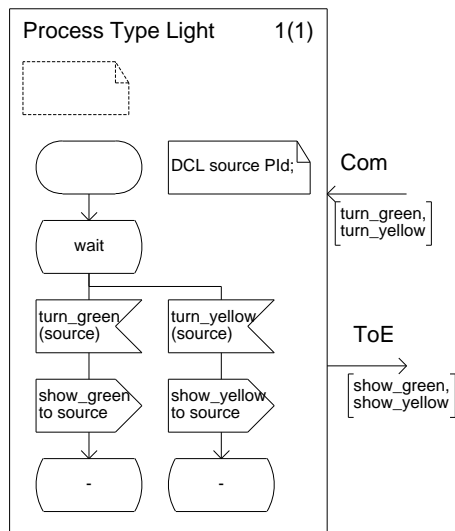 Process Type Light 1(1)
DCL source PId;
Com
turn_green,
turn_yellow
wait
turn_green
(source)
turn_yellow
(source)
ToE
show_green,
show_yellow
show_green
to source
show_yellow
to source
-
-